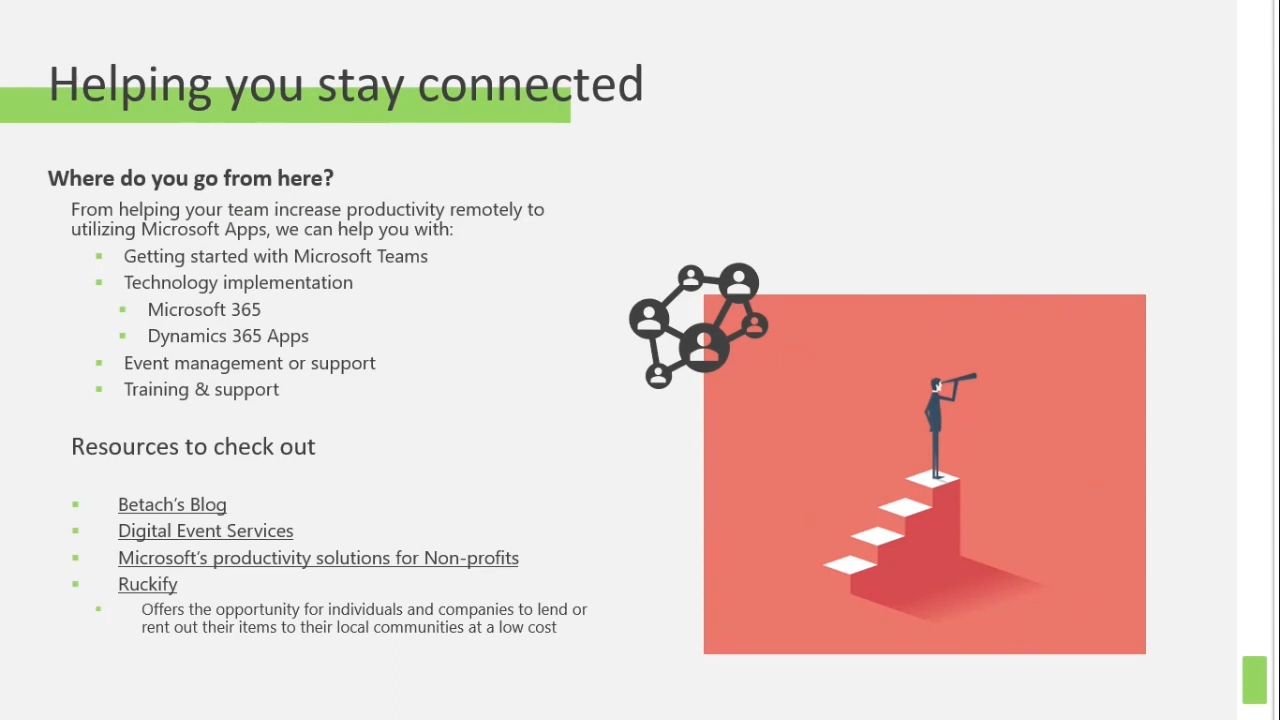 Helping you stay connected
Where do you go from here?
From helping your team increase productivity remotely to
utilizing Microsoft Apps, we can help you with:
Getting started with Microsoft Teams
Technology implementation
Microsoft 365
Dynamics 365 Apps
Event management or support
Training & support
Resources to check out
Betach’s Blog
Digital Event Services
Microsoft’s productivity solutions for Non-profits
Ruckify
Offers the opportunity for individuals and companies to lend or
rent out their items to their local communities at a low cost